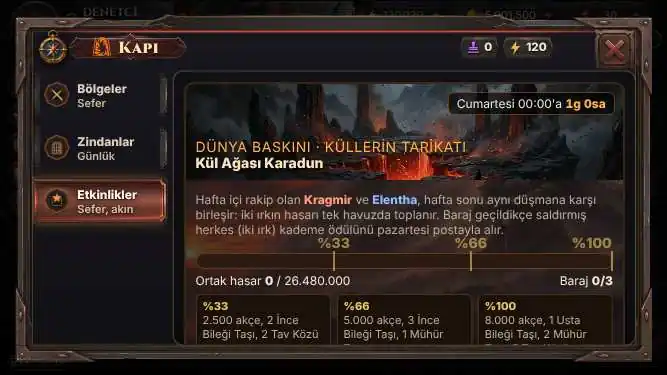 DENETÇİ
KAPI
0
120
Bölgeler
Sefer
Zindanlar
Günlük
Etkinlikler
Sefer, akın
Cumartesi 00:00'a 1g 0sa
DÜNYA BASKINI · KÜLLERİN TARİKATI
Kül Ağası Karadun
Hafta içi rakip olan Kragmir ve Elentha, hafta sonu aynı düşmana karşı
birleşir: iki ırkın hasarı tek havuzda toplanır. Baraj geçildikçe saldırmış
herkes (iki ırk) kademe ödülünü pazartesi postayla alır.
%33 %66 %100
Ortak hasar 0 / 26.480.000 Baraj 0/3
%33
2.500 akçe, 2 İnce
Bileği Taşı, 2 Tav Közü
%66
5.000 akçe, 3 İnce
Bileği Taşı, 1 Mühür
%100
8.000 akçe, 1 Usta
Bileği Taşı, 2 Mühür